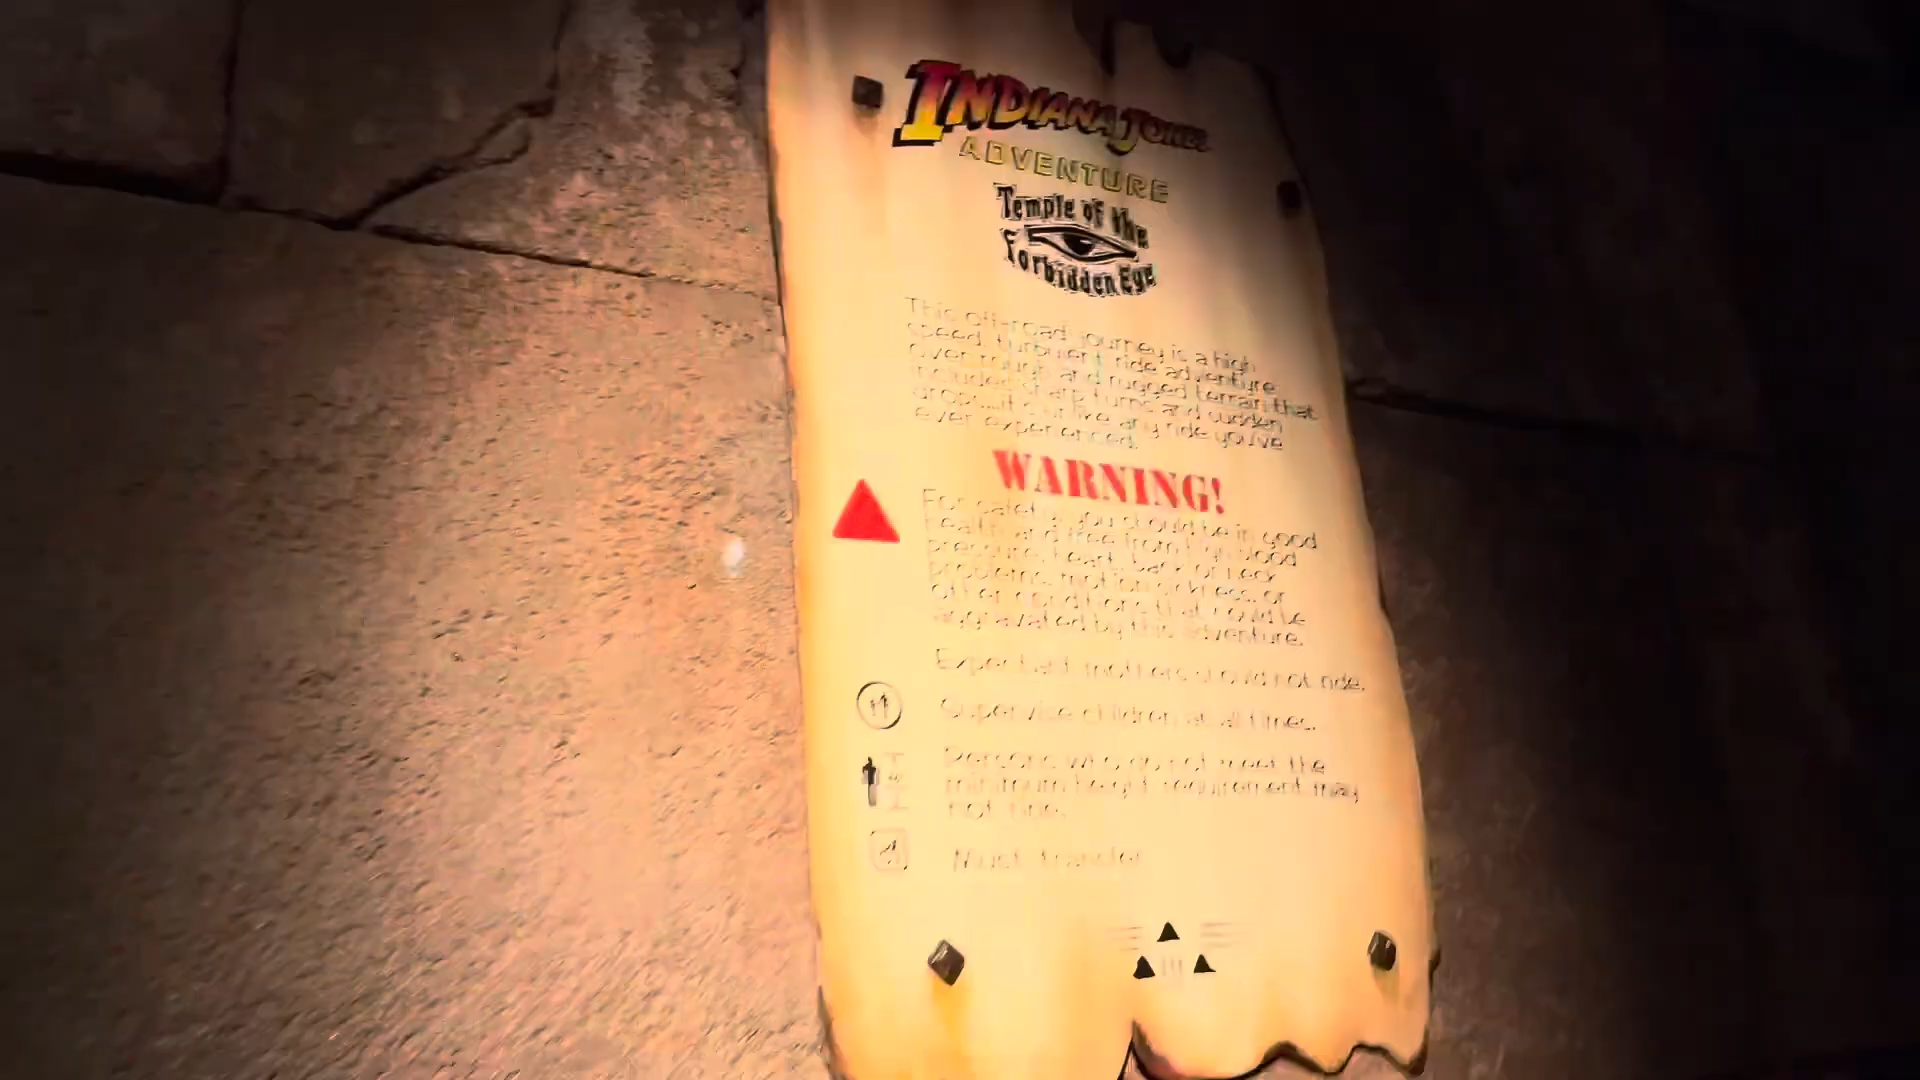 INDIANA JONES
ADVENTURE
Temple of the
Forbidden Eye
This off-road journey is a high
speed, turbulent ride adventure
over rough and rugged terrain that
includes sharp turns and sudden
drops...it's unlike any ride you've
ever experienced.
WARNING!
For safety, you should be in good
health and free from high blood
pressure, heart, back or neck
problems, motion sickness, or
other conditions that could be
aggravated by this adventure.
Expectant mothers should not ride.
Supervise children at all times.
Persons who do not meet the
minimum height requirement may
not ride.
Must transfer